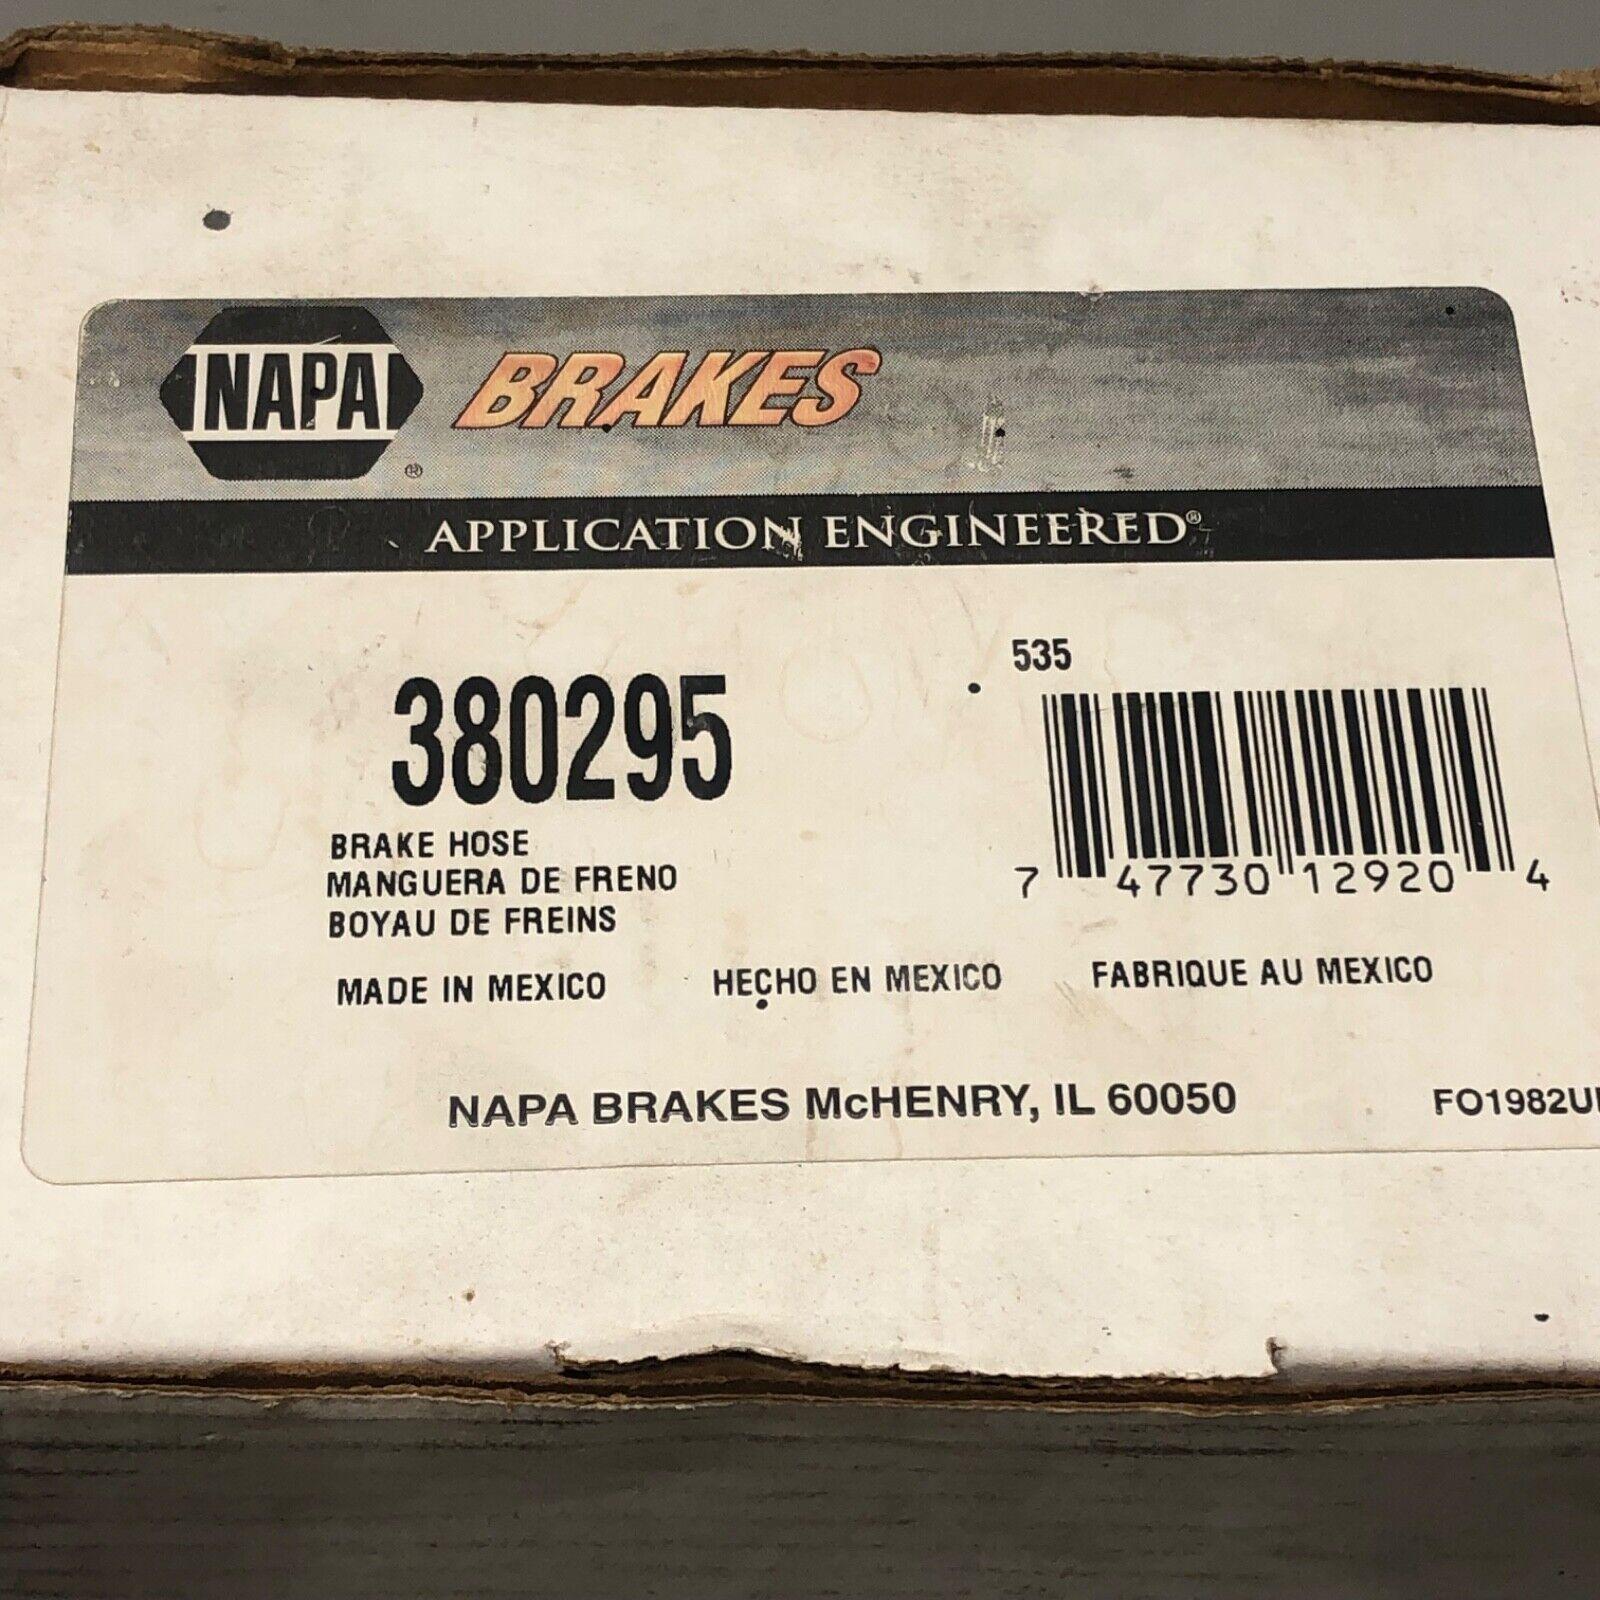 NAPA ®
BRAKES
APPLICATION ENGINEERED®
535
380295
7 47730 12920 4
BRAKE HOSE
MANGUERA DE FRENO
BOYAU DE FREINS
MADE IN MEXICO HECHO EN MEXICO FABRIQUE AU MEXICO
NAPA BRAKES McHENRY, IL 60050